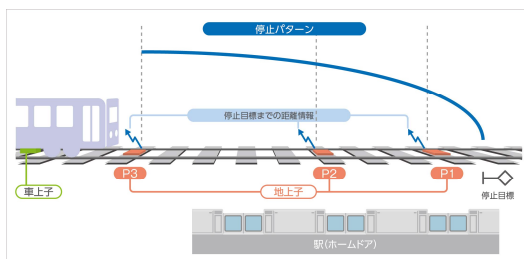 停止パターン
停止目標までの距離情報
P3
P2
P1
車上子
地上子
停止目標
駅(ホームドア)